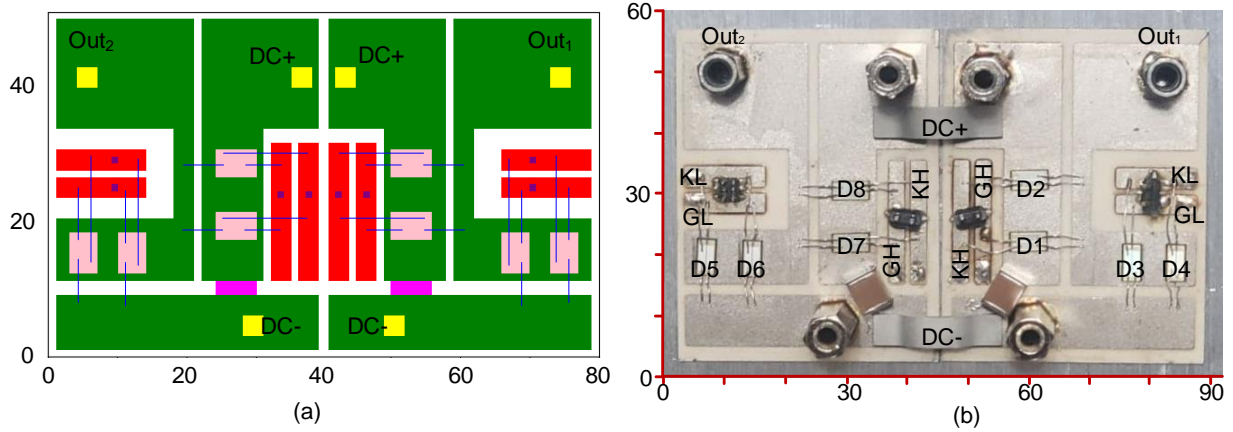 Out₂
DC+
DC+
Out₁
40
20
0
DC-
DC-
0
20
40
60
80
(a)
60
30
0
Out₂
Out₁
DC+
KL
GL
D8
KH
GH
D2
KL
GL
D5
D6
D7
GH
KH
D1
D3
D4
DC-
0
30
60
90
(b)